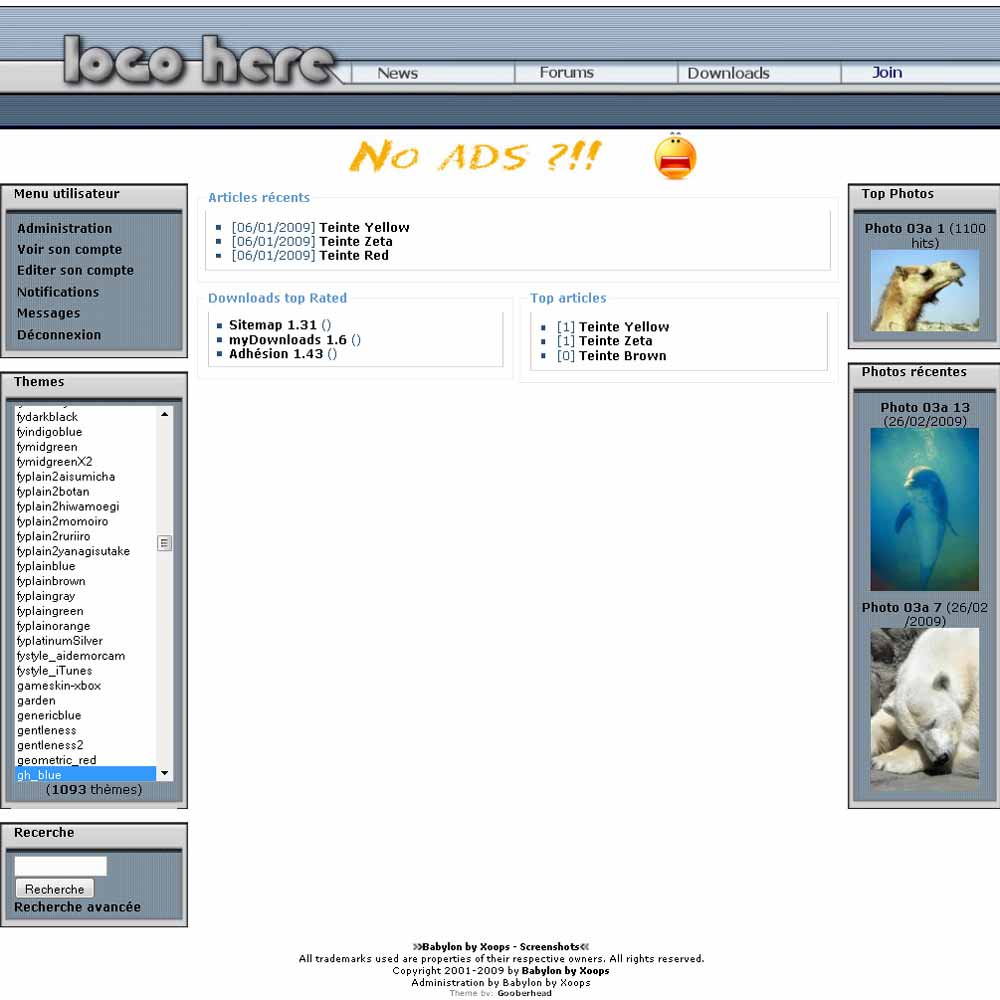 loco here
News
Forums
Downloads
Join
No ADS ?!!
Menu utilisateur
Administration
Voir son compte
Editer son compte
Notifications
Messages
Déconnexion
Themes
fydarkblack
fyindigoblue
fymidgreen
fymidgreenX2
fyplain2aisumicha
fyplain2botan
fyplain2hiwamoegi
fyplain2momoiro
fyplain2ruriiro
fyplain2yanagisutake
fyplainblue
fyplainbrown
fyplaingray
fyplaingreen
fyplainorange
fyplatinumSilver
fystyle_aidemorcam
fystyle_iTunes
gameskin-xbox
garden
genericblue
gentleness
gentleness2
geometric_red
gh_blue
(1093 thèmes)
Recerche
Recherche
Recherche avancée
Articles récents
[06/01/2009] Teinte Yellow
[06/01/2009] Teinte Zeta
[06/01/2009] Teinte Red
Downloads top Rated
Sitemap 1.31 ()
myDownloads 1.6 ()
Adhésion 1.43 ()
Top articles
[1] Teinte Yellow
[1] Teinte Zeta
[0] Teinte Brown
Top Photos
Photo 03a 1 (1100
hits)
Photos récentes
Photo 03a 13
(26/02/2009)
Photo 03a 7 (26/02
/2009)
»Babylon by Xoops - Screenshots«
All trademarks used are properties of their respective owners. All rights reserved.
Copyright 2001-2009 by Babylon by Xoops
Administration by Babylon by Xoops
Theme by: Gooberhead